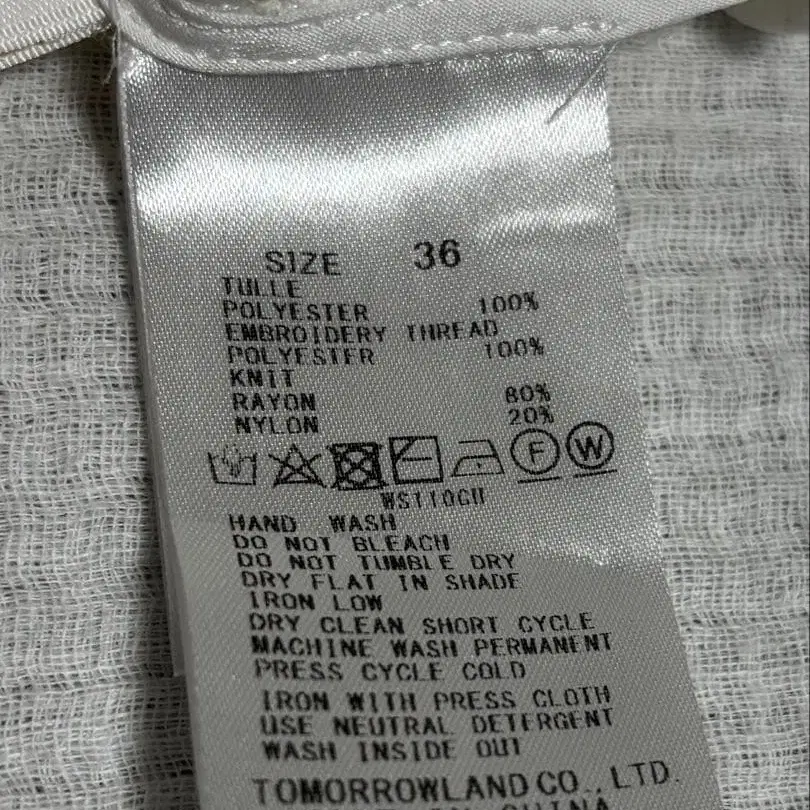 SIZE 36
TULLE
POLYESTER 100%
EMBROIDERY THREAD
POLYESTER 100%
KNIT
RAYON 80%
NYLON 20%
F W
HAND WASH
DO NOT BLEACH
DO NOT TUMBLE DRY
DRY FLAT IN SHADE
IRON LOW
DRY CLEAN SHORT CYCLE
MACHINE WASH PERMANENT
PRESS CYCLE COLD
IRON WITH PRESS CLOTH
USE NEUTRAL DETERGENT
WASH INSIDE OUT
TOMORROWLAND CO., LTD.